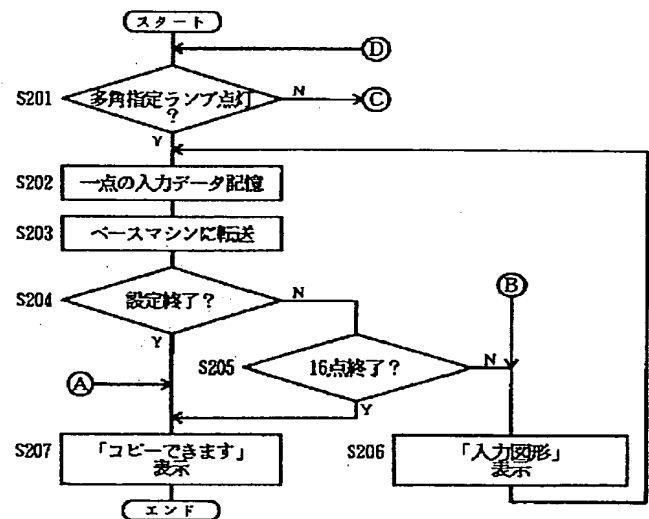 スタート
D
S201
多角指定ランプ点灯
?
N
C
Y
S202
一点の入力データ記憶
S203
ベースマシンに転送
S204
設定終了?
N
B
Y
S205
16点終了?
N
A
Y
S207
「コピーできます」
表示
S206
「入力図形」
表示
エンド